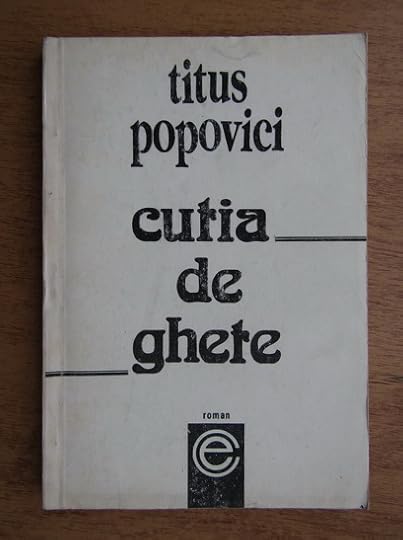 titus
popovici
cutia
de
ghete
roman
e